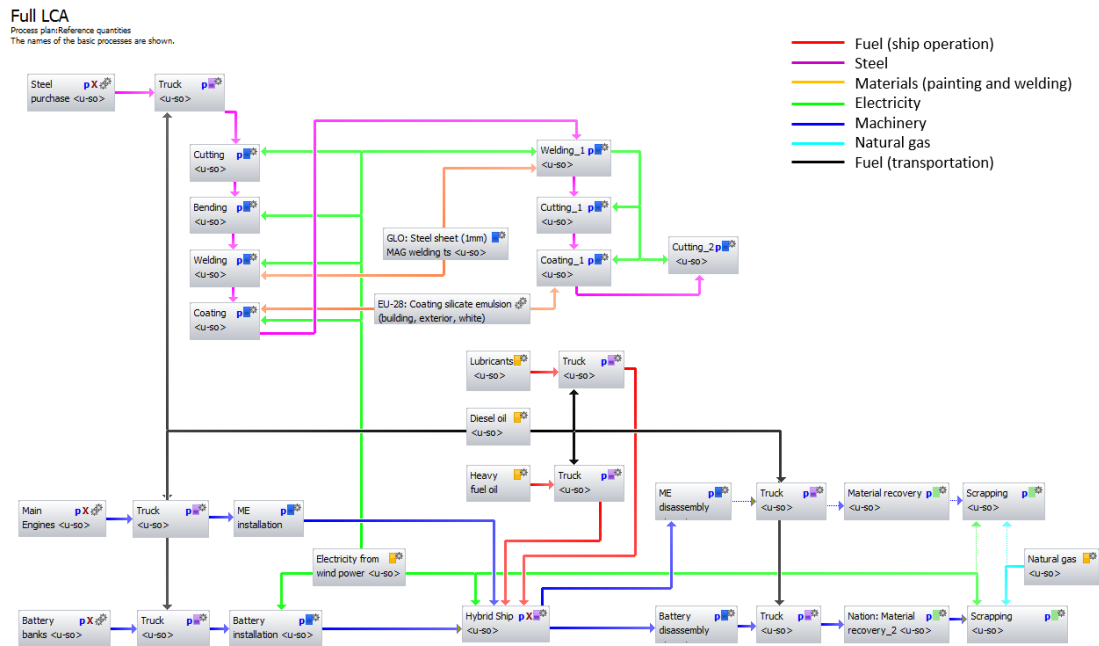 Full LCA
Process plan:Reference quantities
The names of the basic processes are shown.
Fuel (ship operation)
Steel
Materials (painting and welding)
Electricity
Machinery
Natural gas
Fuel (transportation)
Steel pX
purchase <u-so>
Truck p
<u-so>
Cutting p
<u-so>
Welding_1 p
<u-so>
Bending p
<u-so>
Cutting_1 p
<u-so>
GLO: Steel sheet (1mm)
MAG welding ts <u-so>
Cutting_2 p
<u-so>
Welding p
<u-so>
Coating_1 p
<u-so>
Coating p
<u-so>
EU-28: Coating silicate emulsion
(building, exterior, white)
Lubricants
<u-so>
Truck p
<u-so>
Diesel oil
<u-so>
Heavy
fuel oil
Truck p
<u-so>
ME p
disassembly
Truck p
<u-so>
Material recovery p
<u-so>
Scrapping p
<u-so>
Main pX
Engines <u-so>
Truck p
<u-so>
ME p
installation
Electricity from
wind power <u-so>
Natural gas
<u-so>
Battery pX
banks <u-so>
Truck p
<u-so>
Battery p
installation <u-so>
Hybrid Ship pX
<u-so>
Battery p
disassembly
Truck p
<u-so>
Nation: Material p
recovery_2 <u-so>
Scrapping p
<u-so>